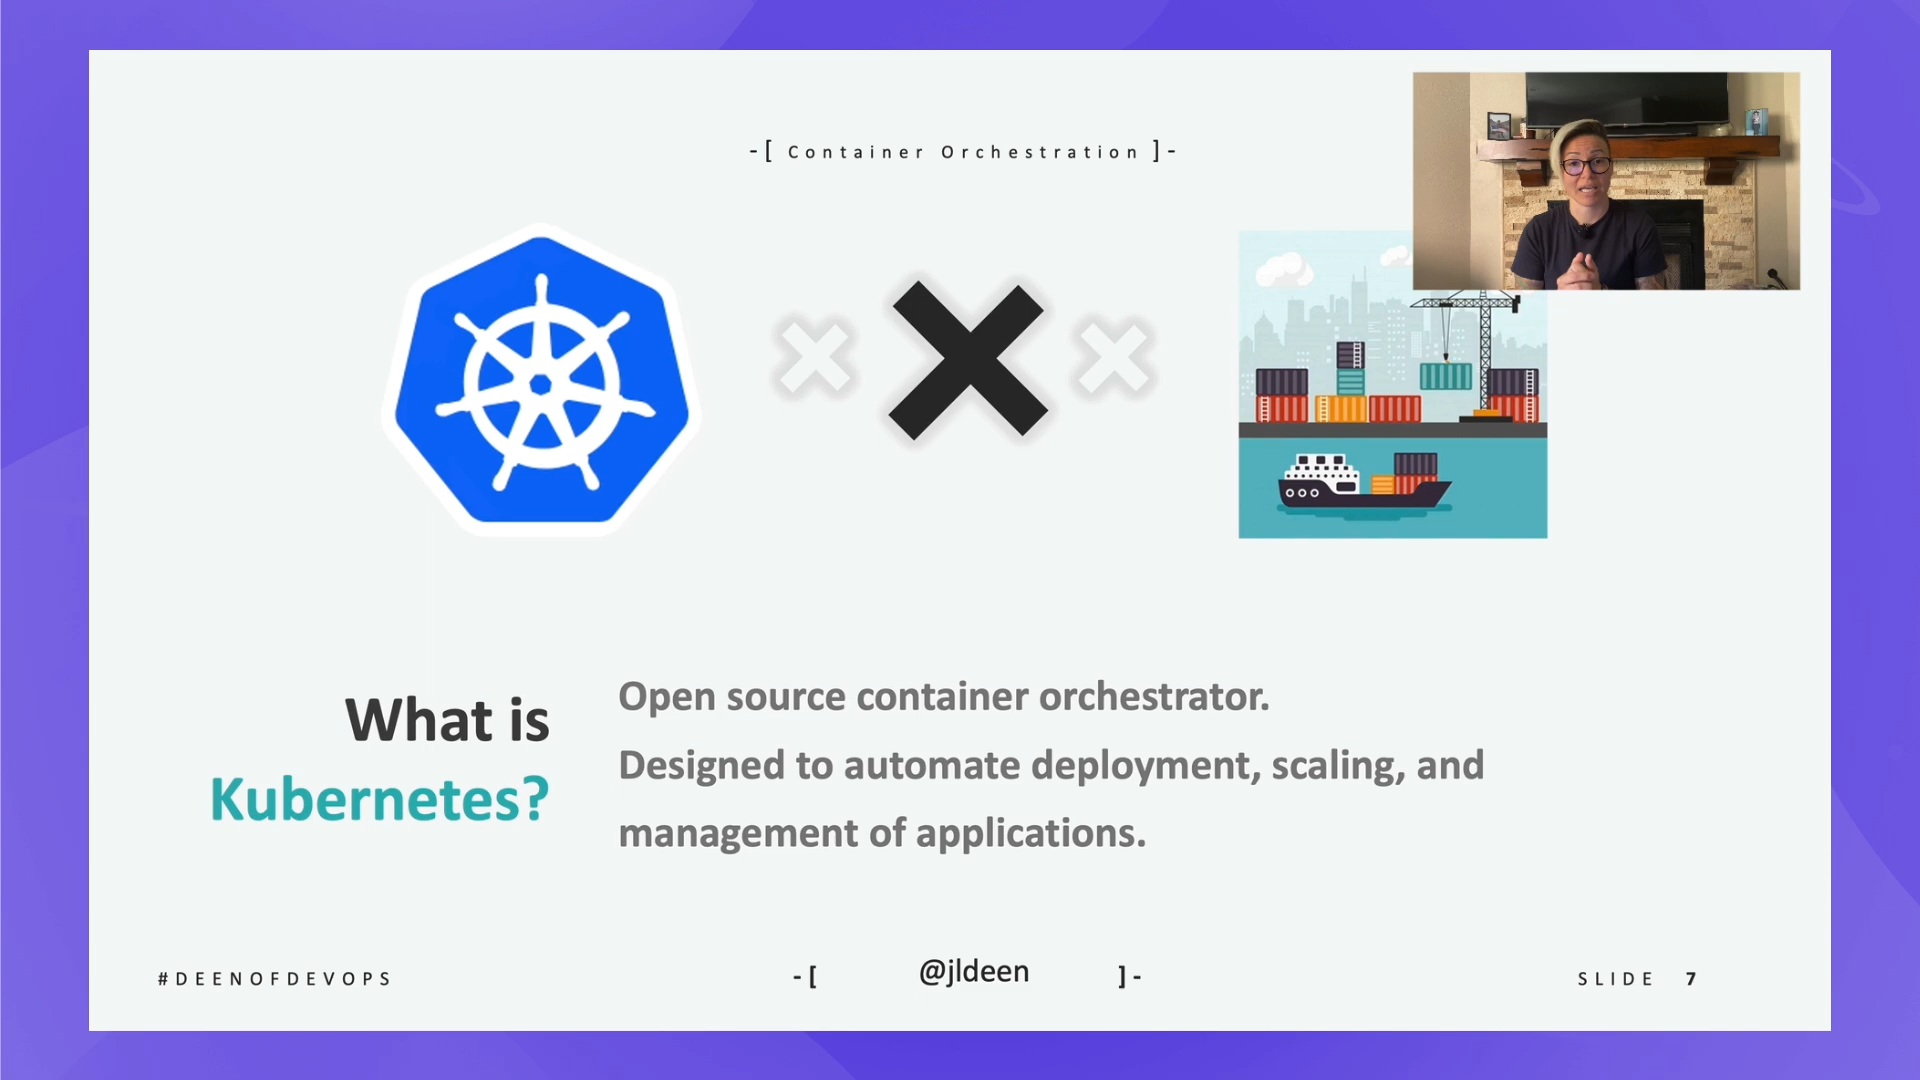 -[ Container Orchestration ]-
What is
Kubernetes?
Open source container orchestrator.
Designed to automate deployment, scaling, and
management of applications.
#DEENOFDEVOPS
-[ @jldeen ]-
SLIDE 7